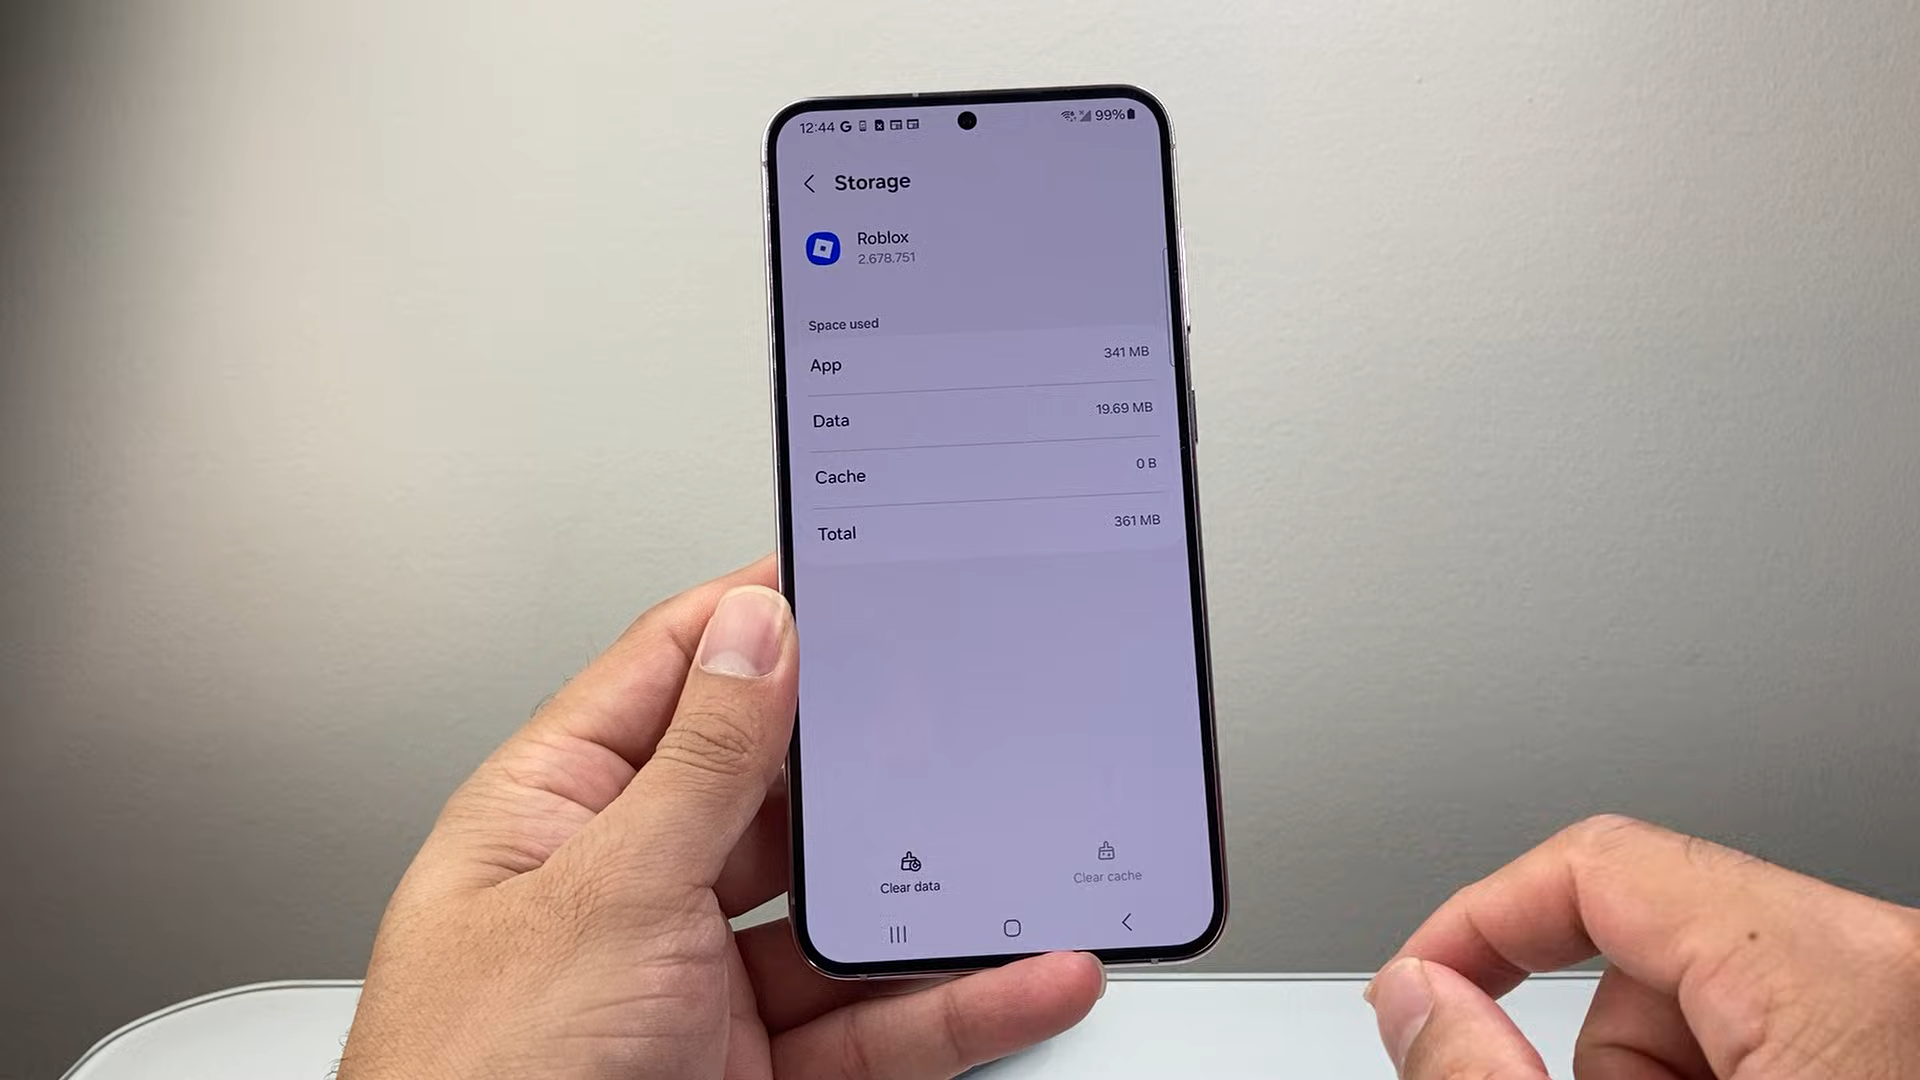 12:44 G 99%
Storage
Roblox
2.678.751
Space used
App 341 MB
Data 19.69 MB
Cache 0 B
Total 361 MB
Clear data Clear cache